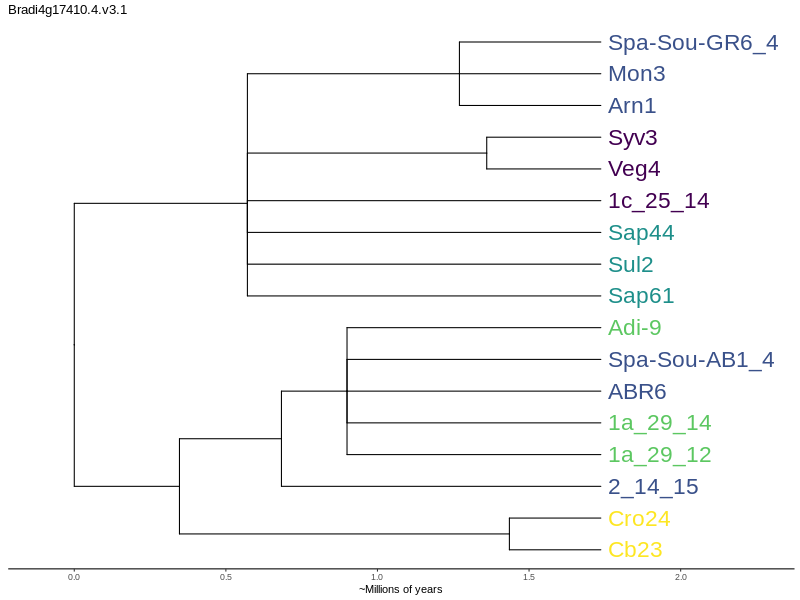 Bradi4g17410.4.v3.1
Spa-Sou-GR6_4
Mon3
Arn1
Syv3
Veg4
1c_25_14
Sap44
Sul2
Sap61
Adi-9
Spa-Sou-AB1_4
ABR6
1a_29_14
1a_29_12
2_14_15
Cro24
Cb23
0.0 0.5 1.0 1.5 2.0
~Millions of years